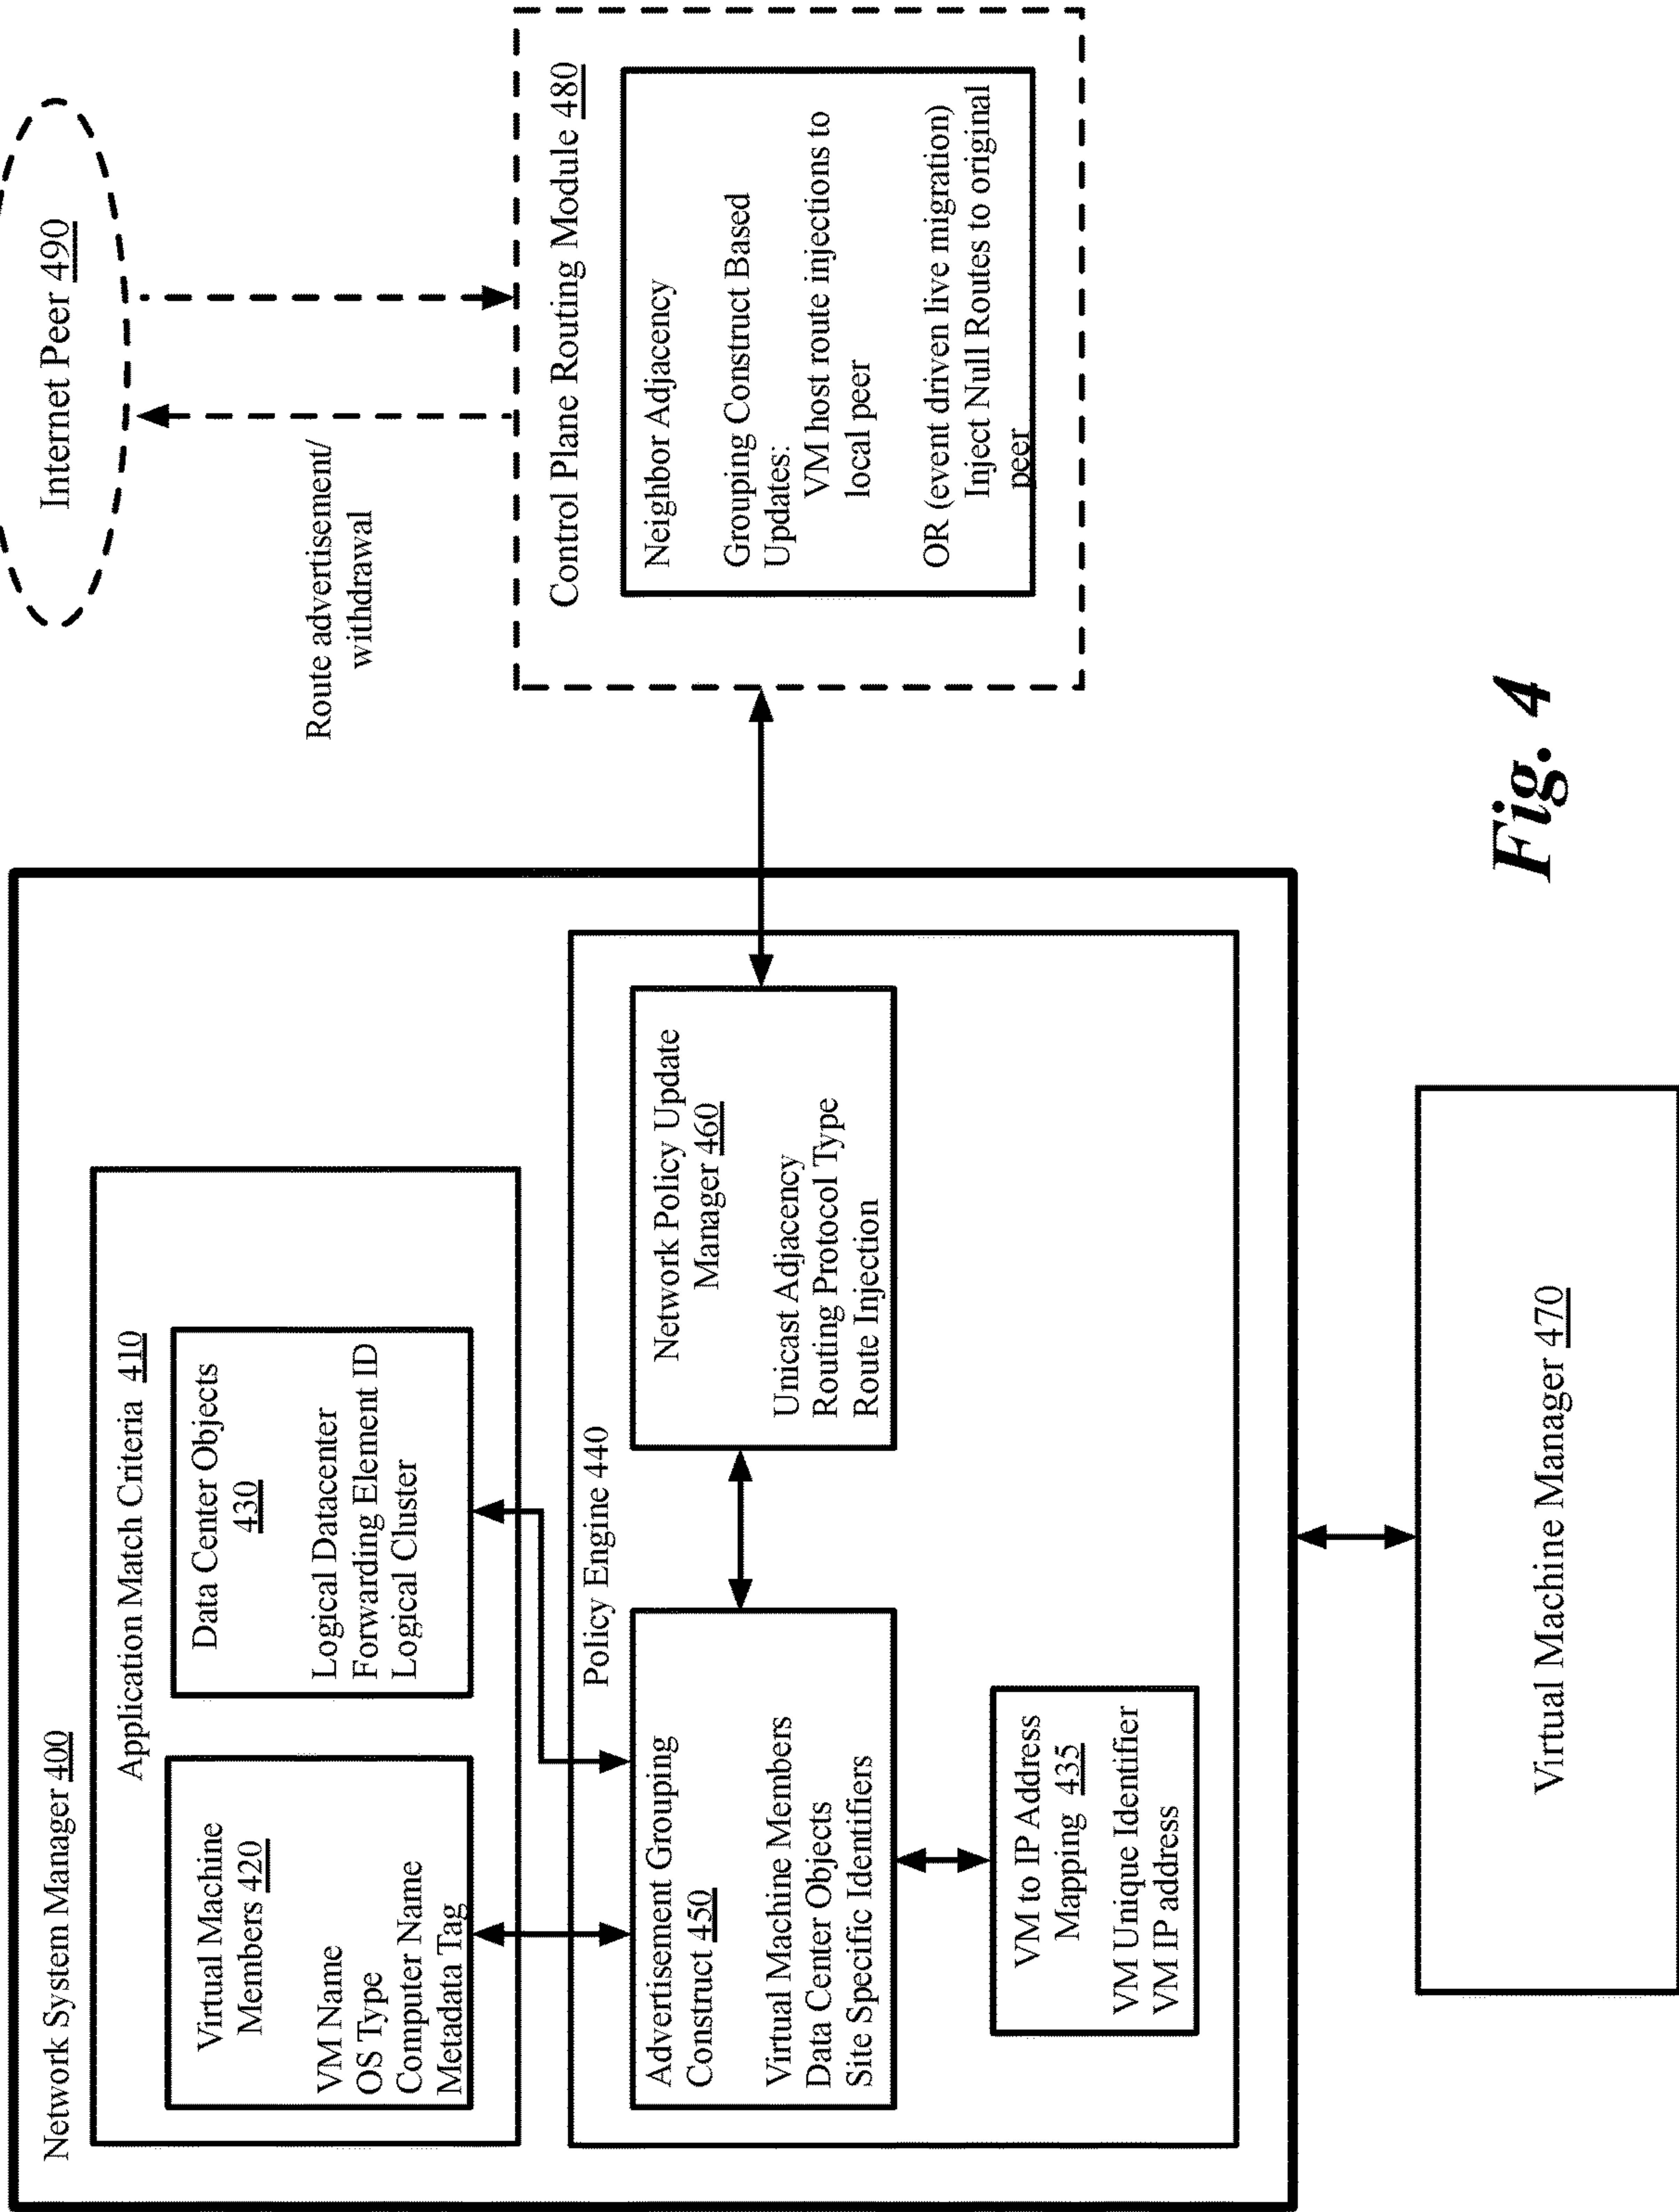 Network System Manager 400
Application Match Criteria 410
Virtual Machine
Members 420
VM Name
OS Type
Computer Name
Metadata Tag
Data Center Objects
430
Logical Datacenter
Forwarding Element ID
Logical Cluster
Policy Engine 440
Advertisement Grouping
Construct 450
Virtual Machine Members
Data Center Objects
Site Specific Identifiers
Network Policy Update
Manager 460
Unicast Adjacency
Routing Protocol Type
Route Injection
VM to IP Address
Mapping 435
VM Unique Identifier
VM IP address
Virtual Machine Manager 470
Internet Peer 490
Route advertisement/
withdrawal
Control Plane Routing Module 480
Neighbor Adjacency
Grouping Construct Based
Updates:
VM host route injections to
local peer
OR (event driven live migration)
Inject Null Routes to original
peer
Fig. 4